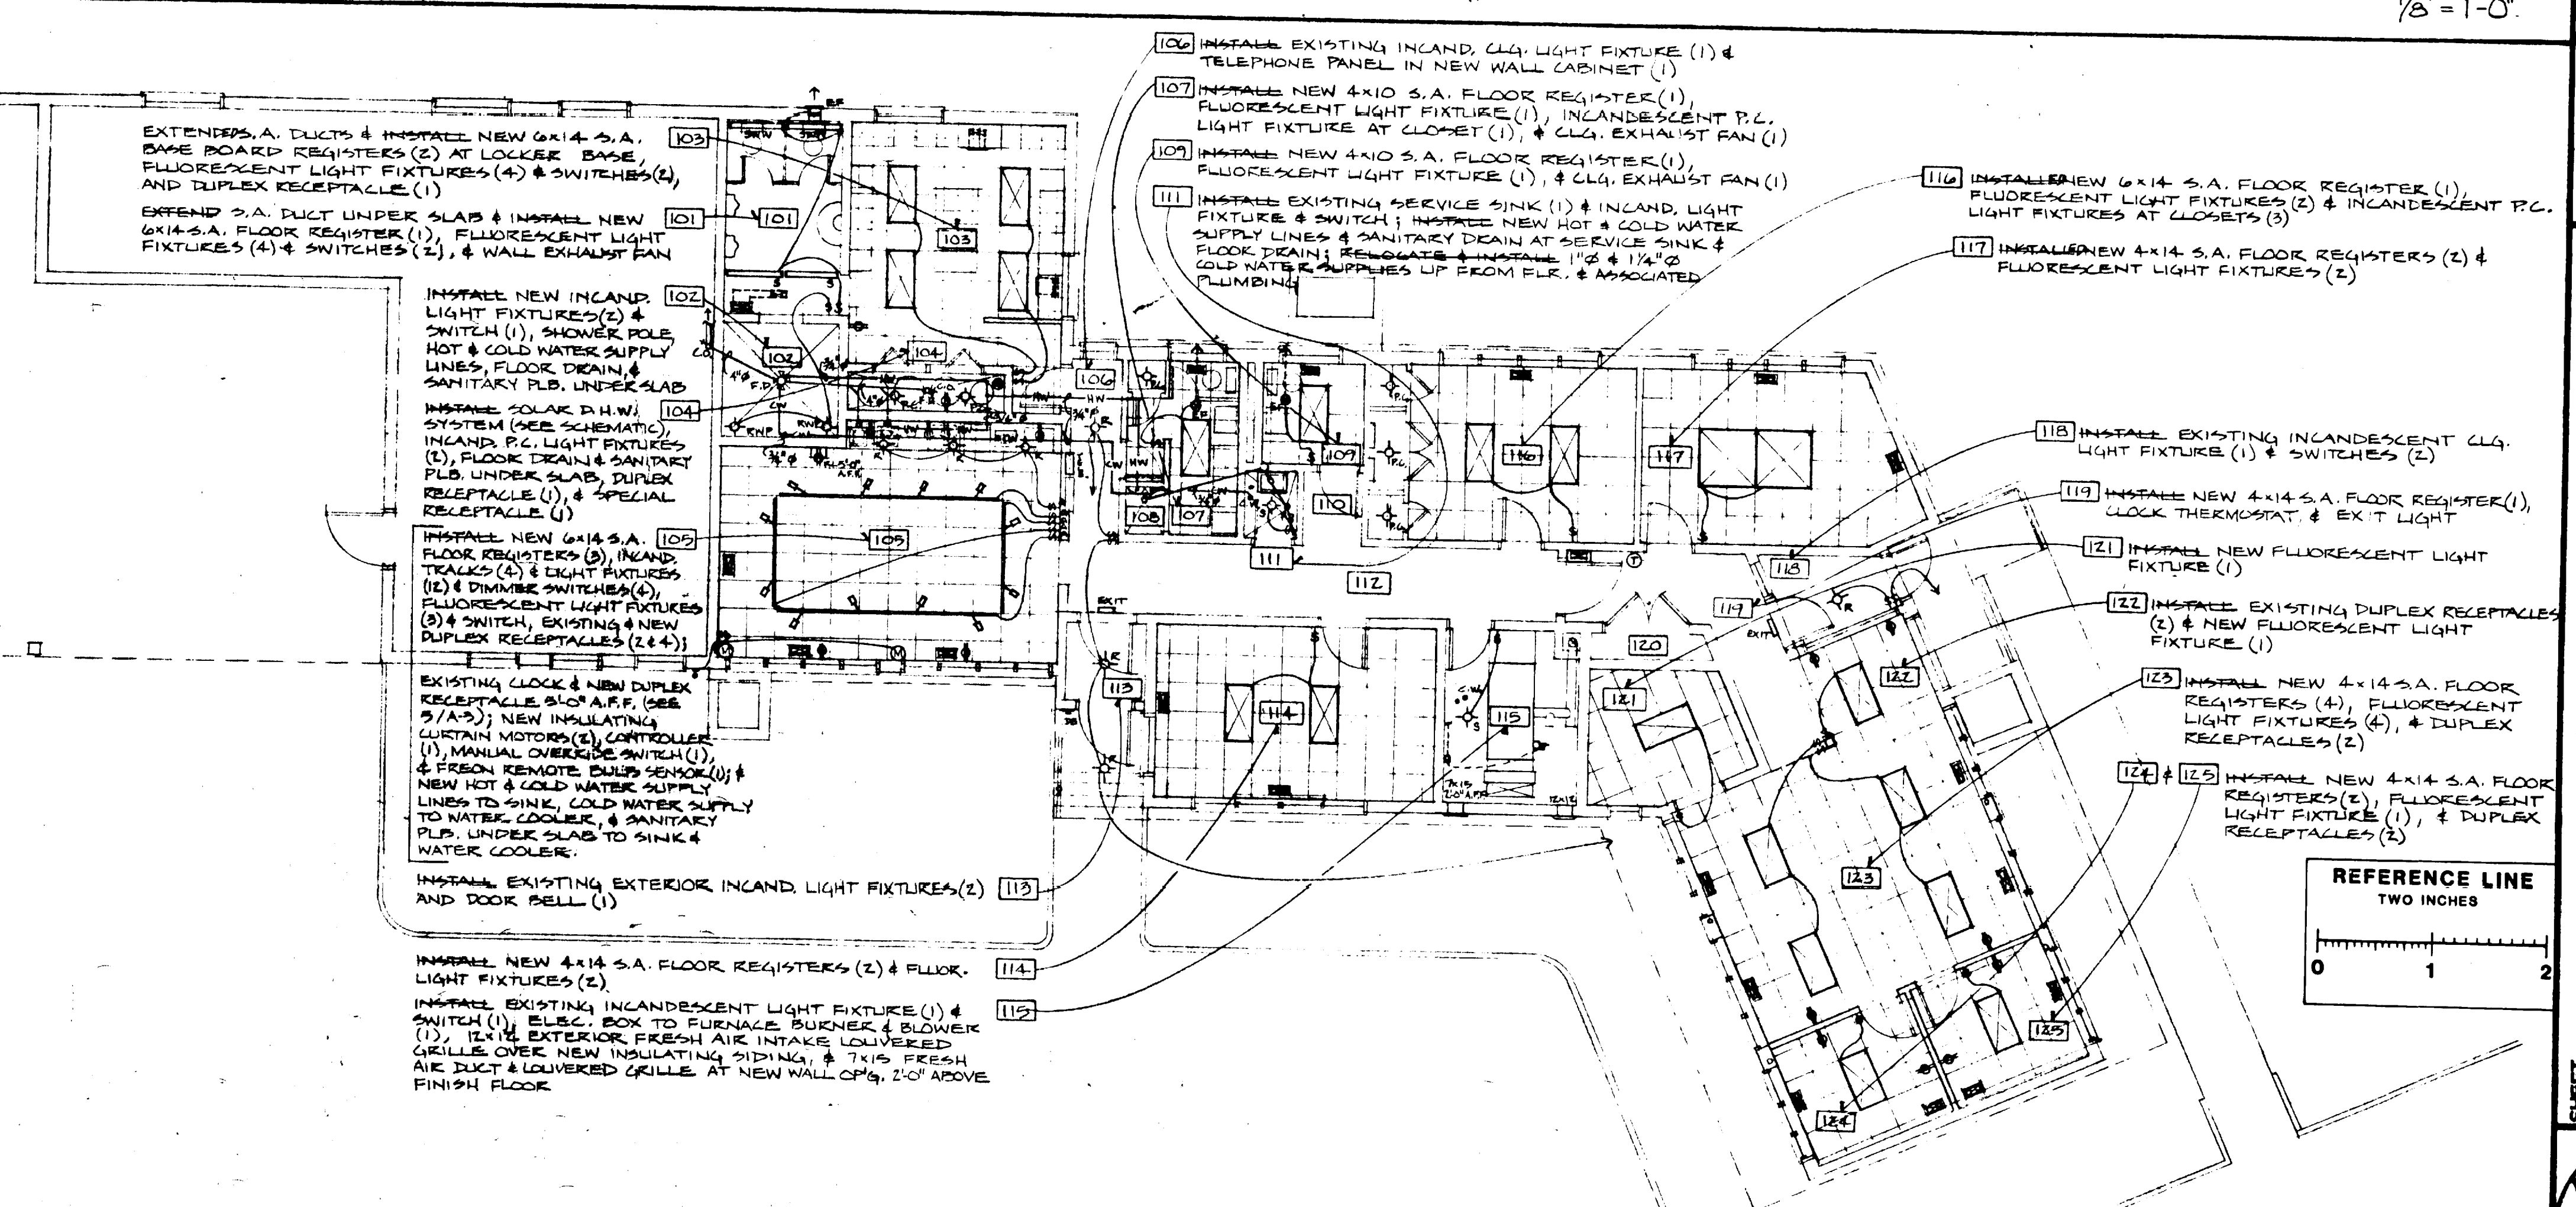 1/8" = 1'-0".
106 INSTALL EXISTING INCAND. CLG. LIGHT FIXTURE (1) &
TELEPHONE PANEL IN NEW WALL CABINET (1)
107 INSTALL NEW 4x10 S.A. FLOOR REGISTER (1),
FLUORESCENT LIGHT FIXTURE (1), INCANDESCENT P.C.
LIGHT FIXTURE AT CLOSET (1), & CLG. EXHAUST FAN (1)
109 INSTALL NEW 4x10 S.A. FLOOR REGISTER (1),
FLUORESCENT LIGHT FIXTURE (1), & CLG. EXHAUST FAN (1)
111 INSTALL EXISTING SERVICE SINK (1) & INCAND. LIGHT
FIXTURE & SWITCH; INSTALL NEW HOT & COLD WATER
SUPPLY LINES & SANITARY DRAIN AT SERVICE SINK &
FLOOR DRAIN; RELOCATE & INSTALL 1"Ø & 1 1/4"Ø
COLD WATER SUPPLIES UP FROM FLR. & ASSOCIATED
PLUMBING
EXTENDED S.A. DUCTS & INSTALL NEW 6x14 S.A. 103
BASE BOARD REGISTERS (2) AT LOCKER BASE,
FLUORESCENT LIGHT FIXTURES (4) & SWITCHES (2),
AND DUPLEX RECEPTACLE (1)
EXTEND S.A. DUCT UNDER SLAB & INSTALL NEW 101
6x14 S.A. FLOOR REGISTER (1), FLUORESCENT LIGHT
FIXTURES (4) & SWITCHES (2), & WALL EXHAUST FAN
INSTALL NEW INCAND. 102
LIGHT FIXTURES (2) &
SWITCH (1), SHOWER POLE,
HOT & COLD WATER SUPPLY
LINES, FLOOR DRAIN, &
SANITARY PLB. UNDER SLAB
INSTALL SOLAR D.H.W. 104
SYSTEM (SEE SCHEMATIC),
INCAND. P.C. LIGHT FIXTURES
(2), FLOOR DRAIN & SANITARY
PLB. UNDER SLAB, DUPLEX
RECEPTACLE (1), & SPECIAL
RECEPTACLE (1)
INSTALL NEW 6x14 S.A. 105
FLOOR REGISTERS (3), INCAND.
TRACKS (4) & LIGHT FIXTURES
(12) & DIMMER SWITCHES (4),
FLUORESCENT LIGHT FIXTURES
(3) & SWITCH, EXISTING & NEW
DUPLEX RECEPTACLES (2 & 4);
EXISTING CLOCK & NEW DUPLEX
RECEPTACLE 5'-0" A.F.F. (SEE
5/A-3); NEW INSULATING
CURTAIN MOTORS (2), CONTROLLER
(1), MANUAL OVERRIDE SWITCH (1),
& FREON REMOTE BULB SENSOR (1); &
NEW HOT & COLD WATER SUPPLY
LINES TO SINK, COLD WATER SUPPLY
TO WATER COOLER, & SANITARY
PLB. UNDER SLAB TO SINK &
WATER COOLER.
INSTALL EXISTING EXTERIOR INCAND. LIGHT FIXTURES (2) 113
AND DOOR BELL (1)
INSTALL NEW 4x14 S.A. FLOOR REGISTERS (2) & FLUOR. 114
LIGHT FIXTURES (2)
INSTALL EXISTING INCANDESCENT LIGHT FIXTURE (1) & 115
SWITCH (1), ELEC. BOX TO FURNACE BURNER & BLOWER
(1), 12x12 EXTERIOR FRESH AIR INTAKE LOUVERED
GRILLE OVER NEW INSULATING SIDING, & 7x15 FRESH
AIR DUCT & LOUVERED GRILLE AT NEW WALL OP'G. 2'-0" ABOVE
FINISH FLOOR
116 INSTALLED NEW 6x14 S.A. FLOOR REGISTER (1),
FLUORESCENT LIGHT FIXTURES (2) & INCANDESCENT P.C.
LIGHT FIXTURES AT CLOSETS (3)
117 INSTALLED NEW 4x14 S.A. FLOOR REGISTERS (2) &
FLUORESCENT LIGHT FIXTURES (2)
118 INSTALL EXISTING INCANDESCENT CLG.
LIGHT FIXTURE (1) & SWITCHES (2)
119 INSTALL NEW 4x14 S.A. FLOOR REGISTER (1),
CLOCK THERMOSTAT, & EXIT LIGHT
121 INSTALL NEW FLUORESCENT LIGHT
FIXTURE (1)
122 INSTALL EXISTING DUPLEX RECEPTACLES
(2) & NEW FLUORESCENT LIGHT
FIXTURE (1)
123 INSTALL NEW 4x14 S.A. FLOOR
REGISTERS (4), FLUORESCENT
LIGHT FIXTURES (4), & DUPLEX
RECEPTACLES (2)
124 & 125 INSTALL NEW 4x14 S.A. FLOOR
REGISTERS (2), FLUORESCENT
LIGHT FIXTURE (1), & DUPLEX
RECEPTACLES (2)
REFERENCE LINE
TWO INCHES
0 1 2
SHEET
E.F.
101
103
102
104
106
4"Ø
F.D.
C.O.
CW
RWP
RWP
3/4"Ø
HW
HW
3/4"Ø
R
P.C.
P.C.
P.C.
CW
HW
108
107
109
110
111
112
116
117
118
119
EXIT
R
T
105
M
M
EXIT
R
113
R
114
C.W.
S
115
7x15
2'-0" A.F.F.
12x12
120
121
122
123
124
125